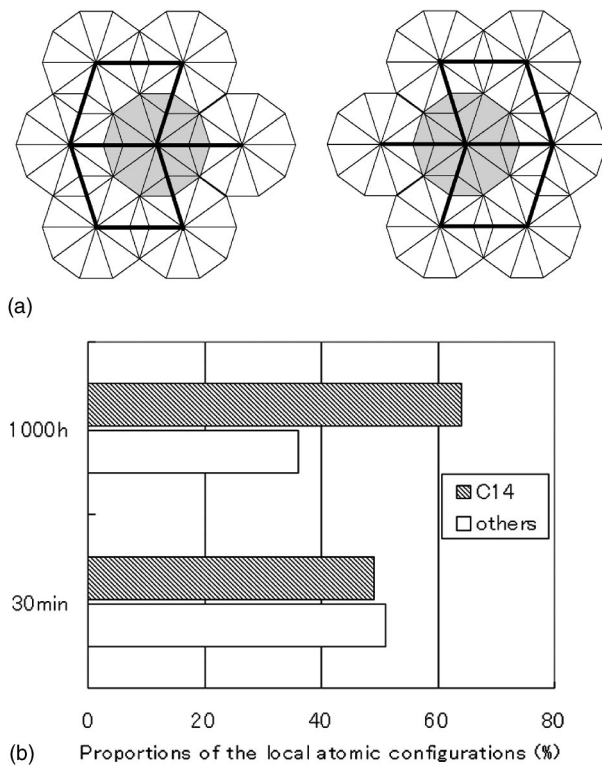 (a)
1000h
C14
others
30min
0 20 40 60 80
(b) Proportions of the local atomic configurations (%)